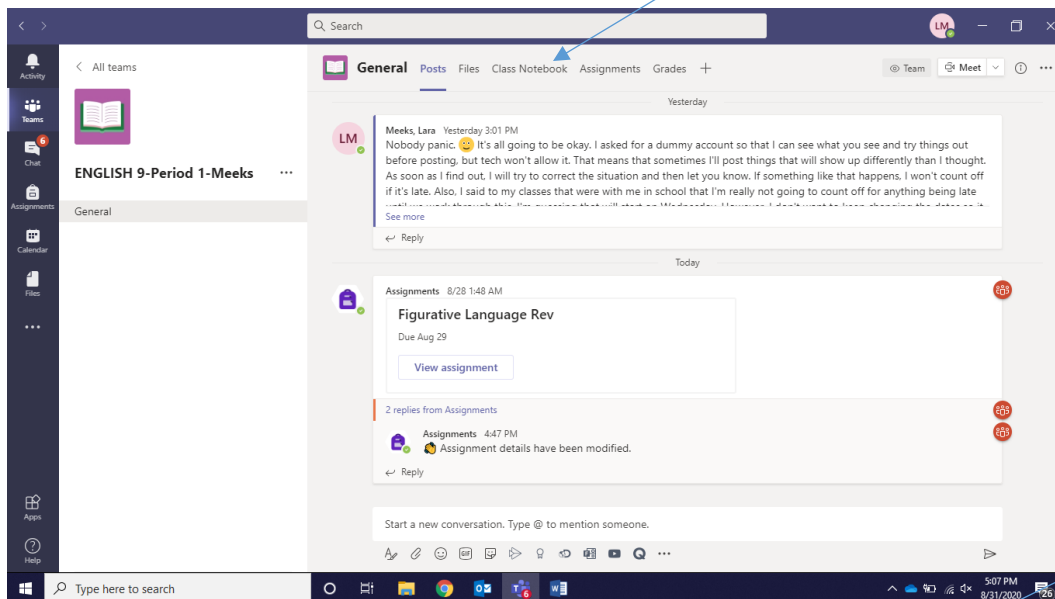 Search
LM
Activity
Teams
6
Chat
Assignments
Calendar
Files
Apps
Help
All teams
ENGLISH 9-Period 1-Meeks
General
General Posts Files Class Notebook Assignments Grades
Team
Meet
Yesterday
LM
Meeks, Lara Yesterday 3:01 PM
Nobody panic. It's all going to be okay. I asked for a dummy account so that I can see what you see and try things out
before posting, but tech won't allow it. That means that sometimes I'll post things that will show up differently than I thought.
As soon as I find out, I will try to correct the situation and then let you know. If something like that happens, I won't count off
if it's late. Also, I said to my classes that were with me in school that I'm really not going to count off for anything being late
See more
Reply
Today
Assignments 8/28 1:48 AM
Figurative Language Rev
Due Aug 29
View assignment
2 replies from Assignments
Assignments 4:47 PM
Assignment details have been modified.
Reply
Start a new conversation. Type @ to mention someone.
GIF
Type here to search
6
5:07 PM
8/31/2020
26